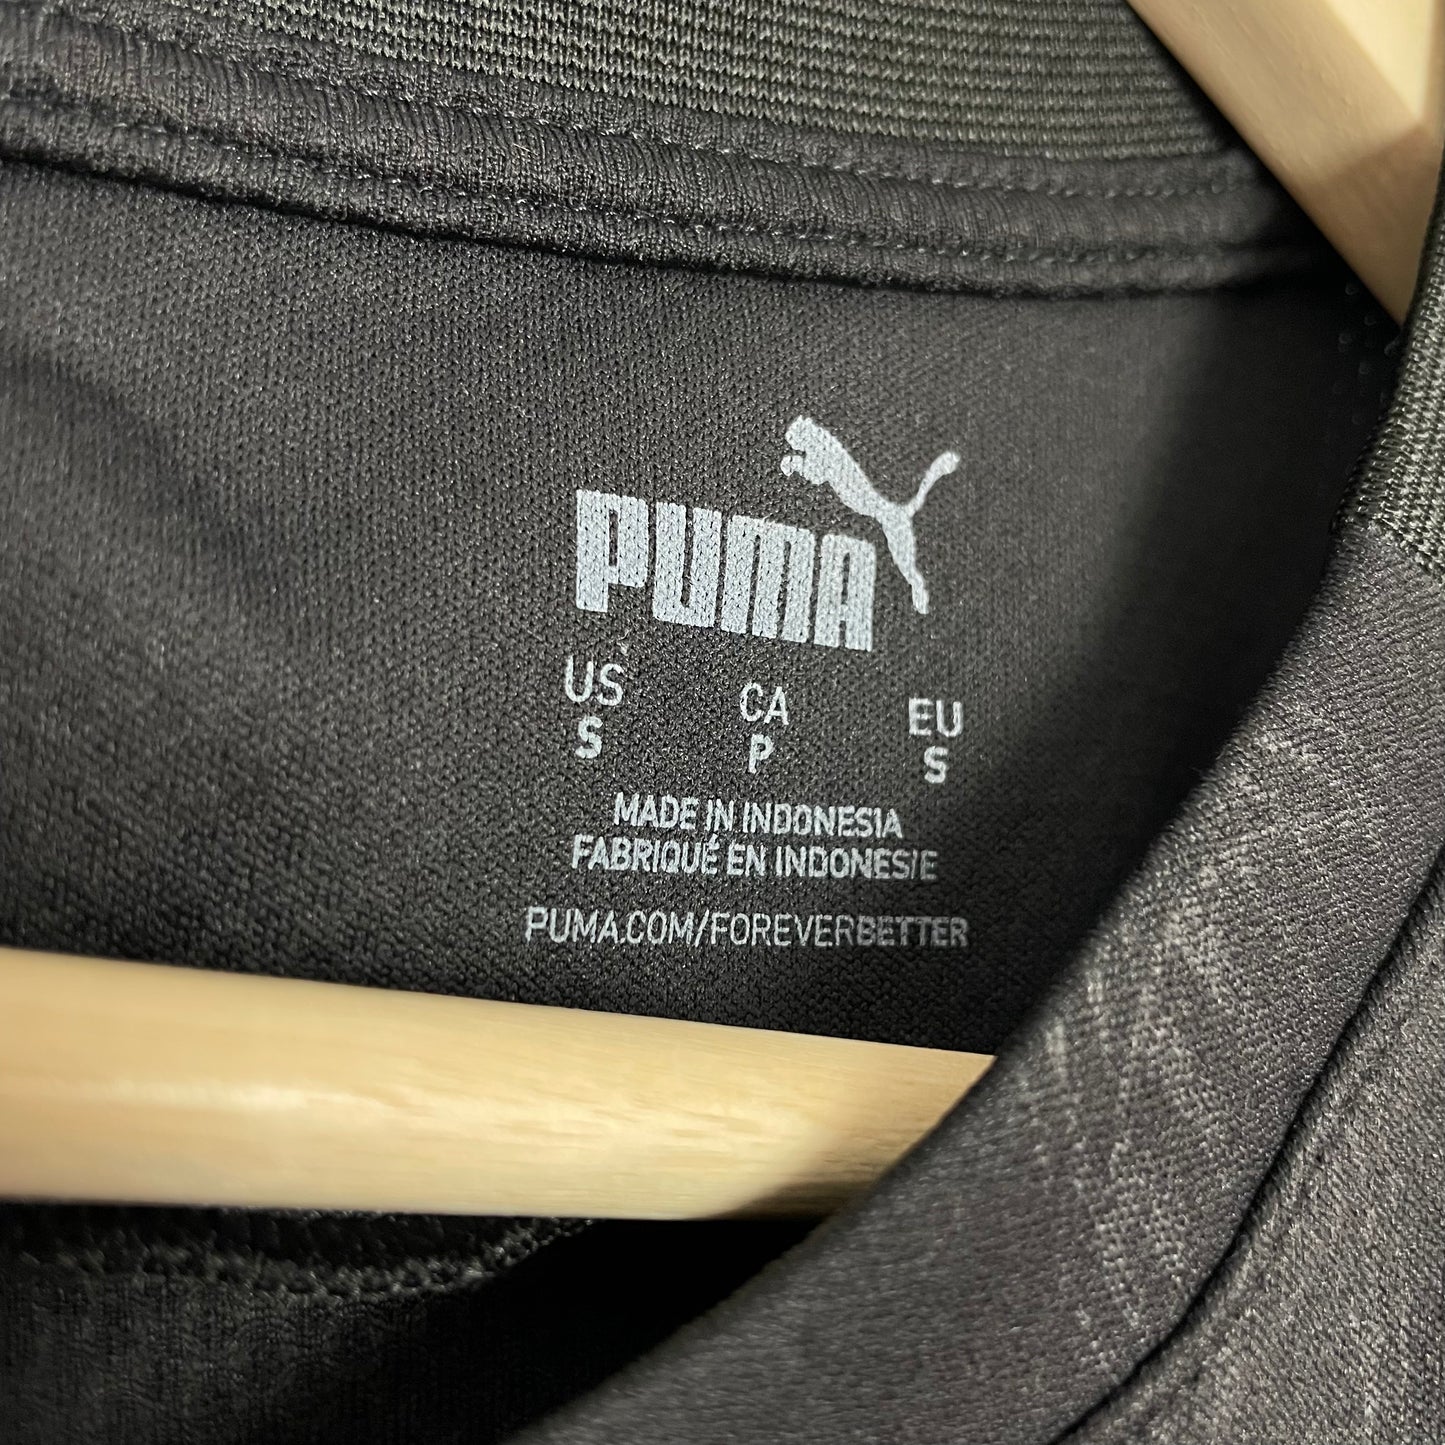 PUMA
US CA EU
S P S
MADE IN INDONESIA
FABRIQUÉ EN INDONESIE
PUMA.COM/FOREVERBETTER